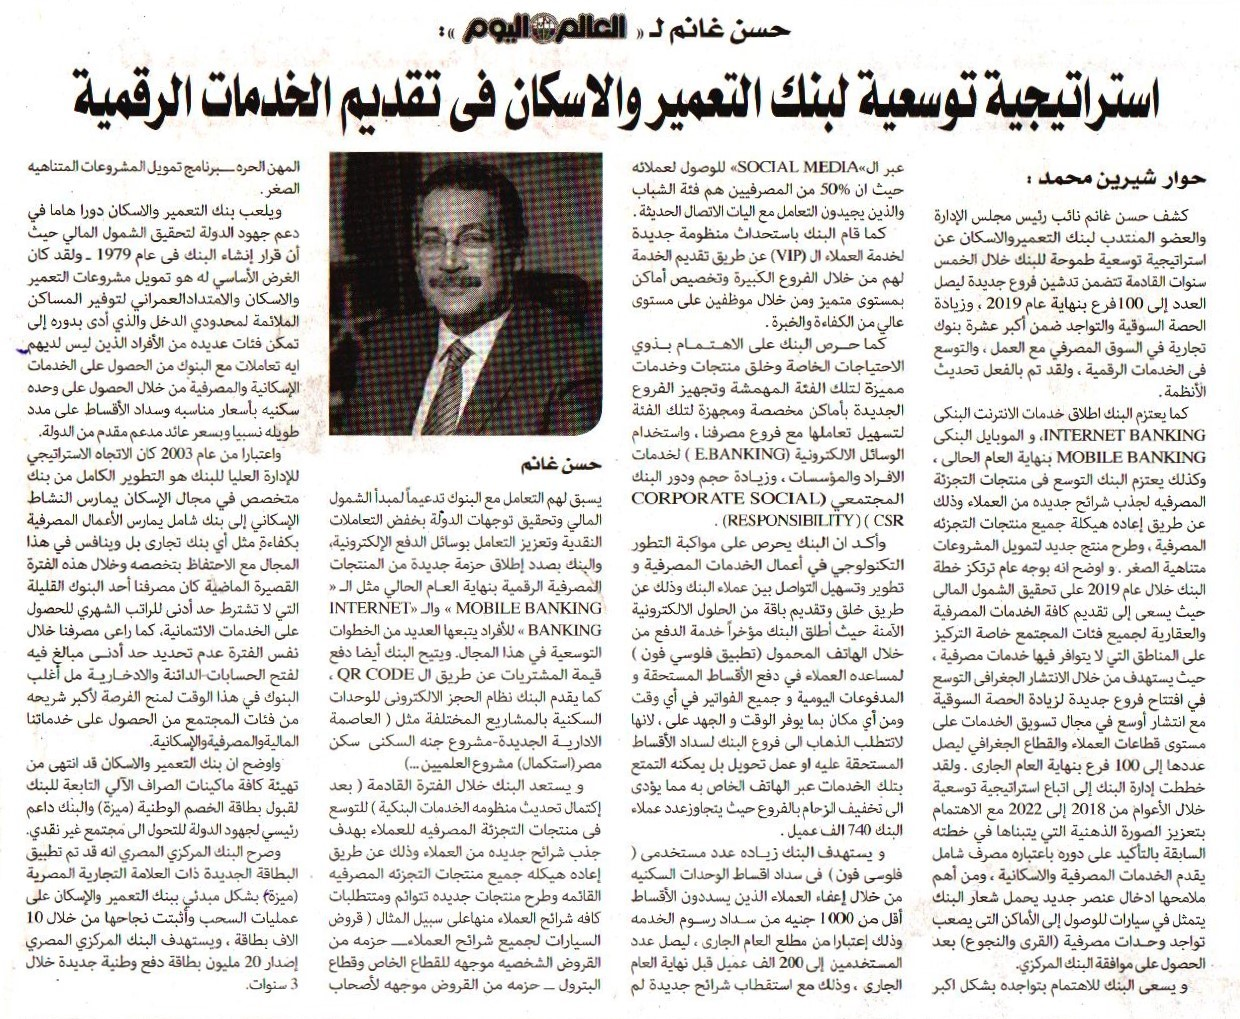 حسن غانم لـ « العالم اليوم » :
استراتيجية توسعية لبنك التعمير والاسكان فى تقديم الخدمات الرقمية
حوار شيرين محمد :
كشف حسن غانم نائب رئيس مجلس الإدارة
والعضو المنتدب لبنك التعميروالاسكان عن
استراتيجية توسعية طموحة للبنك خلال الخمس
سنوات القادمة تتضمن تدشين فروع جديدة ليصل
العدد إلى 100فرع بنهاية عام 2019 ، وزيادة
الحصة السوقية والتواجد ضمن أكبر عشرة بنوك
تجارية في السوق المصرفي مع العمل ، والتوسع
فى الخدمات الرقمية ، ولقد تم بالفعل تحديث
الأنظمة.
كما يعتزم البنك اطلاق خدمات الانترنت البنكى
INTERNET BANKING، و الموبايل البنكى
MOBILE BANKING بنهاية العام الحالى ،
وكذلك يعتزم البنك التوسع فى منتجات التجزئة
المصرفيه لجذب شرائح جديده من العملاء وذلك
عن طريق إعاده هيكلة جميع منتجات التجزئه
المصرفية ، وطرح منتج جديد لتمويل المشروعات
متناهية الصغر . و اوضح انه بوجه عام ترتكز خطة
البنك خلال عام 2019 على تحقيق الشمول المالى
حيث يسعى إلى تقديم كافة الخدمات المصرفية
والعقارية لجميع فئات المجتمع خاصة التركيز
على المناطق التي لا يتوافر فيها خدمات مصرفية ،
حيث يستهدف من خلال الانتشار الجغرافى التوسع
في افتتاح فروع جديدة لزيادة الحصة السوقية
مع انتشار أوسع في مجال تسويق الخدمات على
مستوى قطاعات العملاء والقطاع الجغرافي ليصل
عددها إلى 100 فرع بنهاية العام الجارى . ولقد
خططت إدارة البنك إلى اتباع استراتيجية توسعية
خلال الأعوام من 2018 إلى 2022 مع الاهتمام
بتعزيز الصورة الذهنية التي يتبناها في خطته
السابقة بالتأكيد على دوره باعتباره مصرف شامل
يقدم الخدمات المصرفية والاسكانية ، ومن أهم
ملامحها ادخال عنصر جديد يحمل شعار البنك
يتمثل في سيارات للوصول إلى الأماكن التي يصعب
تواجد وحدات مصرفية (القرى والنجوع) بعد
الحصول على موافقة البنك المركزي.
و يسعى البنك للاهتمام بتواجده بشكل اكبر
عبر ال«SOCIAL MEDIA» للوصول لعملائه
حيث ان 50% من المصرفيين هم فئة الشباب
والذين يجيدون التعامل مع اليات الاتصال الحديثة .
كما قام البنك باستحداث منظومة جديدة
لخدمة العملاء ال (VIP) عن طريق تقديم الخدمة
لهم من خلال الفروع الكبيرة وتخصيص أماكن
بمستوى متميز ومن خلال موظفين على مستوى
عالي من الكفاءة والخبرة .
كما حرص البنك على الاهتمام بذوي
الاحتياجات الخاصة وخلق منتجات وخدمات
مميزة لتلك الفئة المهمشة وتجهيز الفروع
الجديدة بأماكن مخصصة ومجهزة لتلك الفئة
لتسهيل تعاملها مع فروع مصرفنا ، واستخدام
الوسائل الالكترونية (E.BANKING ) لخدمات
الافراد والمؤسسات ، وزيادة حجم ودور البنك
المجتمعي (CORPORATE SOCIAL
RESPONSIBILITY) ( CSR) .
وأكد ان البنك يحرص على مواكبة التطور
التكنولوجي في أعمال الخدمات المصرفية و
تطوير وتسهيل التواصل بين عملاء البنك وذلك عن
طريق خلق وتقديم باقة من الحلول الالكترونية
الآمنة حيث أطلق البنك مؤخراً خدمة الدفع من
خلال الهاتف المحمول (تطبيق فلوسي فون )
لمساعده العملاء في دفع الأقساط المستحقة و
المدفوعات اليومية و جميع الفواتير في أي وقت
ومن أي مكان بما يوفر الوقت و الجهد على ، لانها
لاتتطلب الذهاب الى فروع البنك لسداد الأقساط
المستحقة عليه او عمل تحويل بل يمكنه التمتع
بتلك الخدمات عبر الهاتف الخاص به مما يؤدى
الى تخفيف الزحام بالفروع حيث يتجاوزعدد عملاء
البنك 740 الف عميل .
و يستهدف البنك زياده عدد مستخدمى (
فلوسي فون ) فى سداد اقساط الوحدات السكنيه
من خلال إعفاء العملاء الذين يسددون الأقساط
أقل من 1000 جنيه من سداد رسوم الخدمه
وذلك إعتبارا من مطلع العام الجارى ، ليصل عدد
المستخدمين إلى 200 الف عميل قبل نهاية العام
الجارى ، وذلك مع استقطاب شرائح جديدة لم
حسن غانم
يسبق لهم التعامل مع البنوك تدعيماً لمبدأ الشمول
المالي وتحقيق توجهات الدولة بخفض التعاملات
النقدية وتعزيز التعامل بوسائل الدفع الإلكترونية،
والبنك بصدد إطلاق حزمة جديدة من المنتجات
المصرفية الرقمية بنهاية العام الحالي مثل الـ «
MOBILE BANKING » والـ «INTERNET
BANKING » للأفراد يتبعها العديد من الخطوات
التوسعية في هذا المجال. ويتيح البنك أيضا دفع
قيمة المشتريات عن طريق ال QR CODE ،
كما يقدم البنك نظام الحجز الالكترونى للوحدات
السكنية بالمشاريع المختلفة مثل ( العاصمة
الادارية الجديدة-مشروع جنه السكنى سكن
مصر(استكمال) مشروع العلميين ...)
و يستعد البنك خلال الفترة القادمة ( بعد
إكتمال تحديث منظومه الخدمات البنكية ) للتوسع
فى منتجات التجزئة المصرفيه للعملاء بهدف
جذب شرائح جديده من العملاء وذلك عن طريق
إعاده هيكله جميع منتجات التجزئه المصرفيه
القائمه وطرح منتجات جديده تتوائم ومتتطلبات
كافه شرائح العملاء منهاعلى سبيل المثال ( قروض
السيارات لجميع شرائح العملاء— حزمه من
القروض الشخصيه موجهه للقطاع الخاص وقطاع
البترول — حزمه من القروض موجهه لأصحاب
المهن الحره —برنامج تمويل المشروعات المتناهيه
الصغر .
ويلعب بنك التعمير والاسكان دورا هاما في
دعم جهود الدولة لتحقيق الشمول المالي حيث
أن قرار إنشاء البنك فى عام 1979 - ولقد كان
الغرض الأساسي له هو تمويل مشروعات التعمير
والاسكان والامتدادالعمراني لتوفير المساكن
الملائمة لمحدودي الدخل والذي أدى بدوره إلى
تمكن فئات عديده من الأفراد الذين ليس لديهم
ايه تعاملات مع البنوك من الحصول على الخدمات
الإسكانية والمصرفية من خلال الحصول على وحده
سكنيه بأسعار مناسبه وسداد الأقساط على مدد
طويله نسبيا وبسعر عائد مدعم مقدم من الدولة.
واعتبارا من عام 2003 كان الاتجاه الاستراتيجي
للإدارة العليا للبنك هو التطوير الكامل من بنك
متخصص في مجال الإسكان يمارس النشاط
الإسكاني إلى بنك شامل يمارس الأعمال المصرفية
بكفاءة مثل أي بنك تجارى بل وينافس في هذا
المجال مع الاحتفاظ بتخصصه وخلال هذه الفترة
القصيرة الماضية كان مصرفنا أحد البنوك القليلة
التي لا تشترط حد أدنى للراتب الشهري للحصول
على الخدمات الائتمانية، كما راعى مصرفنا خلال
نفس الفترة عدم تحديد حد أدنى مبالغ فيه
لفتح الحسابات الدائنة والادخارية مل أغلب
البنوك في هذا الوقت لمنح الفرصة لأكبر شريحه
من فئات المجتمع من الحصول على خدماتنا
الماليةوالمصرفيةوالإسكانية.
واوضح ان بنك التعمير والاسكان قد انتهى من
تهيئة كافة ماكينات الصراف الآلي التابعة للبنك
لقبول بطاقة الخصم الوطنية (ميزة) والبنك داعم
رئيسي لجهود الدولة للتحول الى مجتمع غير نقدي.
وصرح البنك المركزي المصري انه قد تم تطبيق
البطاقة الجديدة ذات العلامة التجارية المصرية
(ميزة) بشكل مبدئي ببنك التعمير والإسكان على
عمليات السحب وأثبتت نجاحها من خلال 10
الاف بطاقة ، ويستهدف البنك المركزي المصري
إصدار 20 مليون بطاقة دفع وطنية جديدة خلال
3 سنوات.